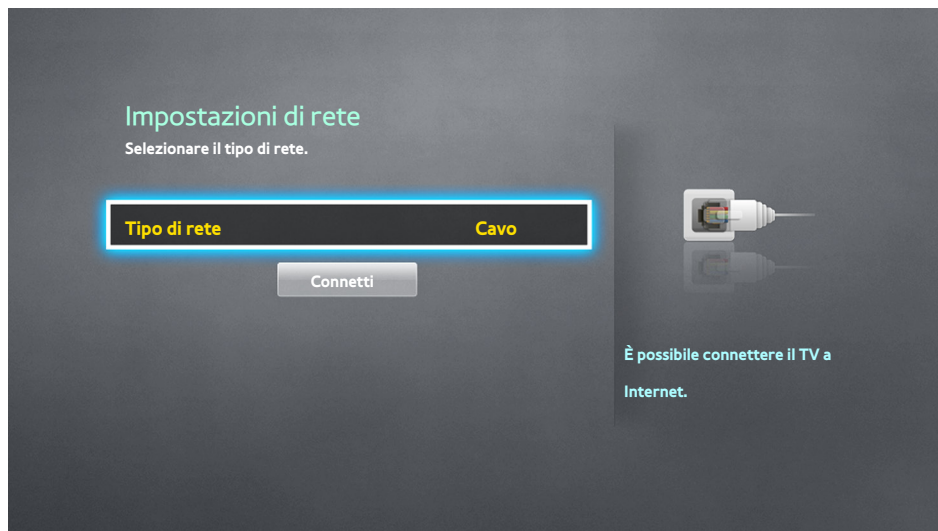 Impostazioni di rete
Selezionare il tipo di rete.
Tipo di rete Cavo
Connetti
È possibile connettere il TV a
Internet.